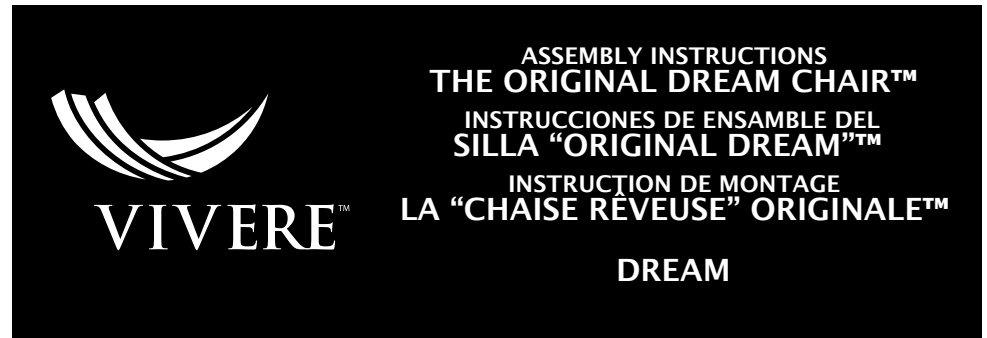 VIVERE™
ASSEMBLY INSTRUCTIONS
THE ORIGINAL DREAM CHAIR™
INSTRUCCIONES DE ENSAMBLE DEL
SILLA “ORIGINAL DREAM”™
INSTRUCTION DE MONTAGE
LA “CHAISE RÊVEUSE” ORIGINALE™
DREAM